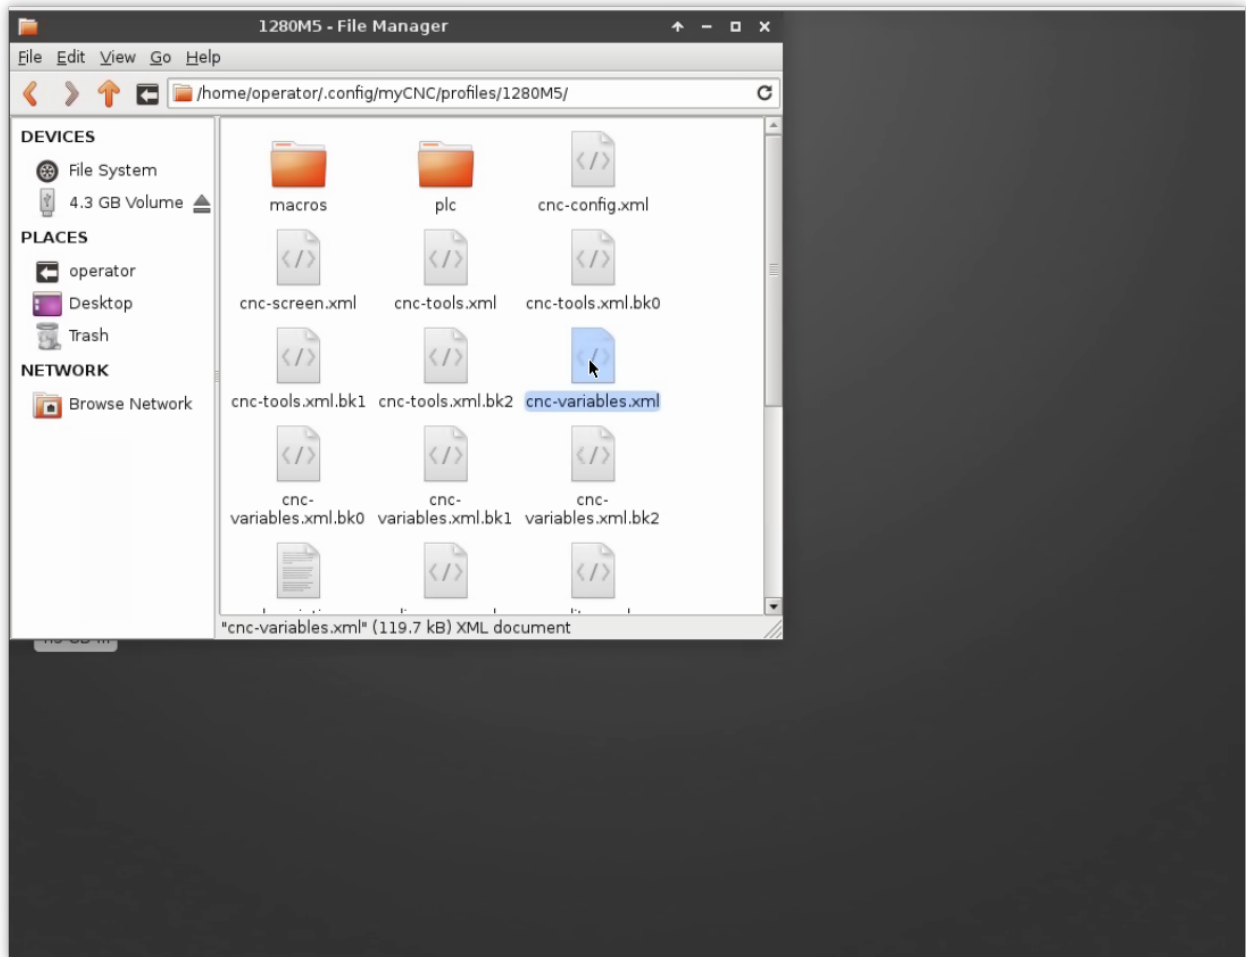 1280M5 - File Manager
File Edit View Go Help
/home/operator/.config/myCNC/profiles/1280M5/
DEVICES
File System
4.3 GB Volume
PLACES
operator
Desktop
Trash
NETWORK
Browse Network
macros plc cnc-config.xml
cnc-screen.xml cnc-tools.xml cnc-tools.xml.bk0
cnc-tools.xml.bk1 cnc-tools.xml.bk2 cnc-variables.xml
cnc-
variables.xml.bk0
cnc-
variables.xml.bk1
cnc-
variables.xml.bk2
"cnc-variables.xml" (119.7 kB) XML document